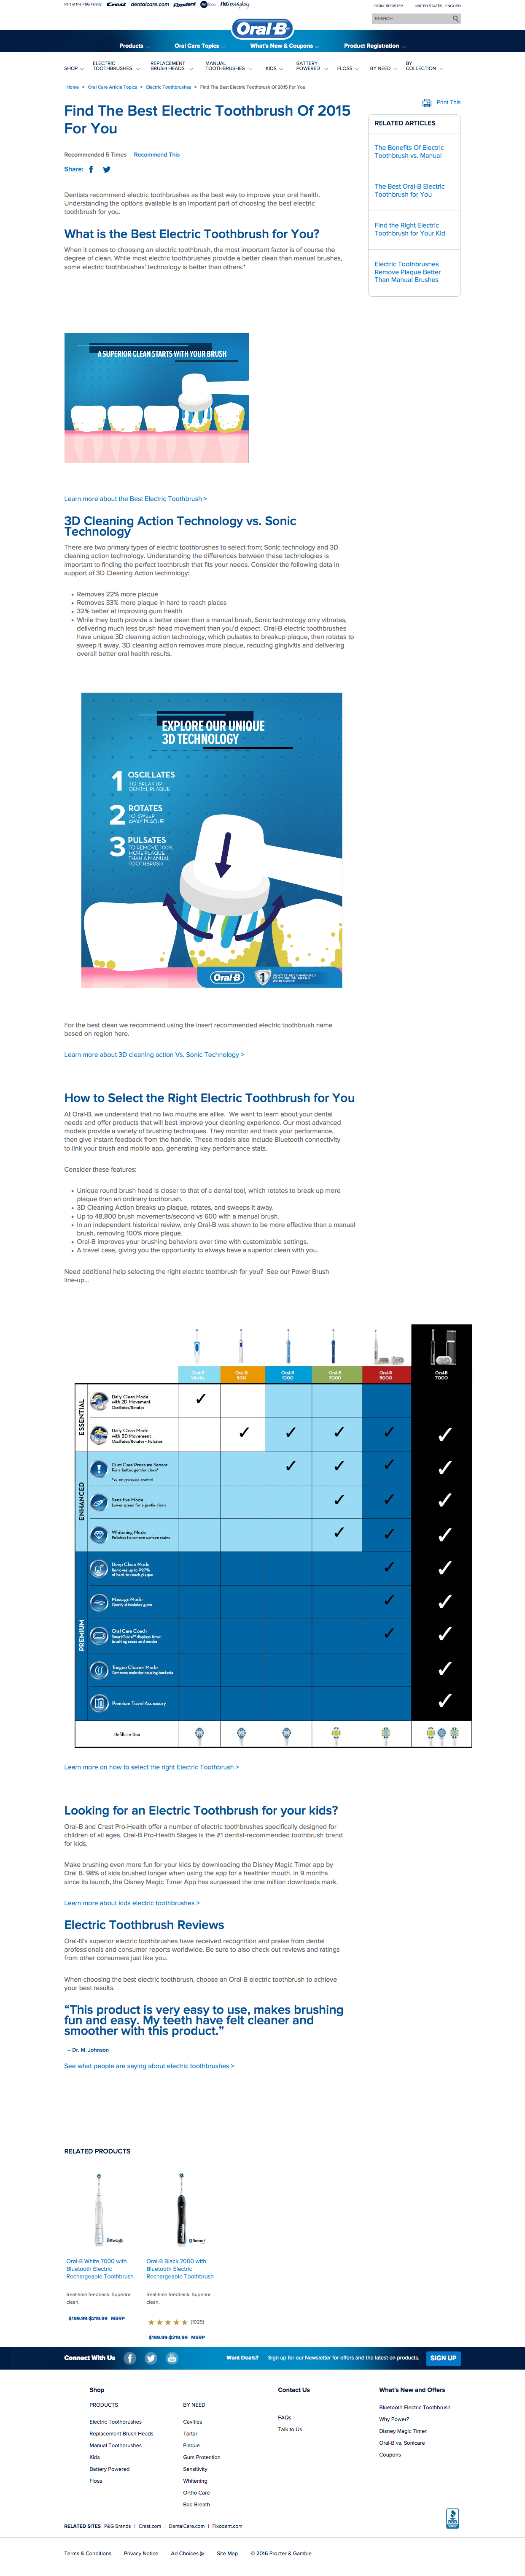 Part of the P&G Family
Crest
dentalcare.com
Fixodent
P&G everyday
LOGIN REGISTER
UNITED STATES - ENGLISH
SEARCH
Oral-B
Products
Oral Care Topics
What's New & Coupons
Product Registration
SHOP
ELECTRIC TOOTHBRUSHES
REPLACEMENT BRUSH HEADS
MANUAL TOOTHBRUSHES
KIDS
BATTERY POWERED
FLOSS
BY NEED
BY COLLECTION
Home > Oral Care Article Topics > Electric Toothbrushes > Find The Best Electric Toothbrush Of 2015 For You
Print This
Find The Best Electric Toothbrush Of 2015
For You
Recommended 5 Times Recommend This
Share:
RELATED ARTICLES
The Benefits Of Electric
Toothbrush vs. Manual
The Best Oral-B Electric
Toothbrush for You
Find the Right Electric
Toothbrush for Your Kid
Electric Toothbrushes
Remove Plaque Better
Than Manual Brushes
Dentists recommend electric toothbrushes as the best way to improve your oral health.
Understanding the options available is an important part of choosing the best electric
toothbrush for you.
What is the Best Electric Toothbrush for You?
When it comes to choosing an electric toothbrush, the most important factor is of course the
degree of clean. While most electric toothbrushes provide a better clean than manual brushes,
some electric toothbrushes' technology is better than others.*
A SUPERIOR CLEAN STARTS WITH YOUR BRUSH
Learn more about the Best Electric Toothbrush >
3D Cleaning Action Technology vs. Sonic
Technology
There are two primary types of electric toothbrushes to select from; Sonic technology and 3D
cleaning action technology. Understanding the differences between these technologies is
important to finding the perfect toothbrush that fits your needs. Consider the following data in
support of 3D Cleaning Action technology:
• Removes 22% more plaque
• Removes 33% more plaque in hard to reach places
• 32% better at improving gum health
• While they both provide a better clean than a manual brush, Sonic technology only vibrates,
delivering much less brush head movement than you'd expect. Oral-B electric toothbrushes
have unique 3D cleaning action technology, which pulsates to breakup plaque, then rotates to
sweep it away. 3D cleaning action removes more plaque, reducing gingivitis and delivering
overall better oral health results.
EXPLORE OUR UNIQUE
3D TECHNOLOGY
1 OSCILLATES
TO BREAK UP
DENTAL PLAQUE
2 ROTATES
TO SWEEP
AWAY PLAQUE
3 PULSATES
TO REMOVE 100%
MORE PLAQUE
THAN A MANUAL
TOOTHBRUSH
Oral-B
#1 DENTIST RECOMMENDED
TOOTHBRUSH BRAND
WORLDWIDE
For the best clean we recommend using the insert recommended electric toothbrush name
based on region here.
Learn more about 3D cleaning action Vs. Sonic Technology >
How to Select the Right Electric Toothbrush for You
At Oral-B, we understand that no two mouths are alike. We want to learn about your dental
needs and offer products that will best improve your cleaning experience. Our most advanced
models provide a variety of brushing techniques. They monitor and track your performance,
then give instant feedback from the handle. These models also include Bluetooth connectivity
to link your brush and mobile app, generating key performance stats.
Consider these features:
• Unique round brush head is closer to that of a dental tool, which rotates to break up more
plaque than an ordinary toothbrush.
• 3D Cleaning Action breaks up plaque, rotates, and sweeps it away.
• Up to 48,800 brush movements/second vs 600 with a manual brush.
• In an independent historical review, only Oral-B was shown to be more effective than a manual
brush, removing 100% more plaque.
• Oral-B improves your brushing behaviors over time with customizable settings.
• A travel case, giving you the opportunity to always have a superior clean with you.
Need additional help selecting the right electric toothbrush for you? See our Power Brush
line-up...
Oral-B Vitality
Oral-B 500
Oral-B 1000
Oral-B 3000
Oral-B 5000
Oral-B 7000
ESSENTIAL
Daily Clean Mode
with 2D Movement
Oscillates/Rotates
Daily Clean Mode
with 3D Movement
Oscillates/Rotates + Pulsates
ENHANCED
Gum Care Pressure Sensor
For a better, gentler clean*
*vs. no pressure control
Sensitive Mode
Lower speed for a gentle clean
Whitening Mode
Polishes to remove surface stains
PREMIUM
Deep Clean Mode
Removes up to 99.7%
of hard-to-reach plaque
Massage Mode
Gently stimulates gums
Oral Care Coach
SmartGuide™ displays timer,
brushing areas and modes
Tongue Cleaner Mode
Removes malodor-causing bacteria
Premium Travel Accessory
Refills in Box
Learn more on how to select the right Electric Toothbrush >
Looking for an Electric Toothbrush for your kids?
Oral-B and Crest Pro-Health offer a number of electric toothbrushes specifically designed for
children of all ages. Oral-B Pro-Health Stages is the #1 dentist-recommended toothbrush brand
for kids.
Make brushing even more fun for your kids by downloading the Disney Magic Timer app by
Oral B. 98% of kids brushed longer when using the app for a healthier mouth. In 9 months
since its launch, the Disney Magic Timer App has surpassed the one million downloads mark.
Learn more about kids electric toothbrushes >
Electric Toothbrush Reviews
Oral-B's superior electric toothbrushes have received recognition and praise from dental
professionals and consumer reports worldwide. Be sure to also check out reviews and ratings
from other consumers just like you.
When choosing the best electric toothbrush, choose an Oral-B electric toothbrush to achieve
your best results.
“This product is very easy to use, makes brushing
fun and easy. My teeth have felt cleaner and
smoother with this product.”
– Dr. M. Johnson
See what people are saying about electric toothbrushes >
RELATED PRODUCTS
Bluetooth
Bluetooth
Oral-B White 7000 with
Bluetooth Electric
Rechargeable Toothbrush
Real-time feedback. Superior
clean.
$199.99-$219.99 MSRP
Oral-B Black 7000 with
Bluetooth Electric
Rechargeable Toothbrush
Real-time feedback. Superior
clean.
(1029)
$199.99-$219.99 MSRP
Connect With Us
Want Deals? Sign up for our Newsletter for offers and the latest on products.
SIGN UP
Shop
PRODUCTS
Electric Toothbrushes
Replacement Brush Heads
Manual Toothbrushes
Kids
Battery Powered
Floss
BY NEED
Cavities
Tartar
Plaque
Gum Protection
Sensitivity
Whitening
Ortho Care
Bad Breath
Contact Us
FAQs
Talk to Us
What's New and Offers
Bluetooth Electric Toothbrush
Why Power?
Disney Magic Timer
Oral-B vs. Sonicare
Coupons
RELATED SITES P&G Brands | Crest.com | DentalCare.com | Fixodent.com
Terms & Conditions
Privacy Notice
Ad Choices
Site Map
© 2016 Procter & Gamble